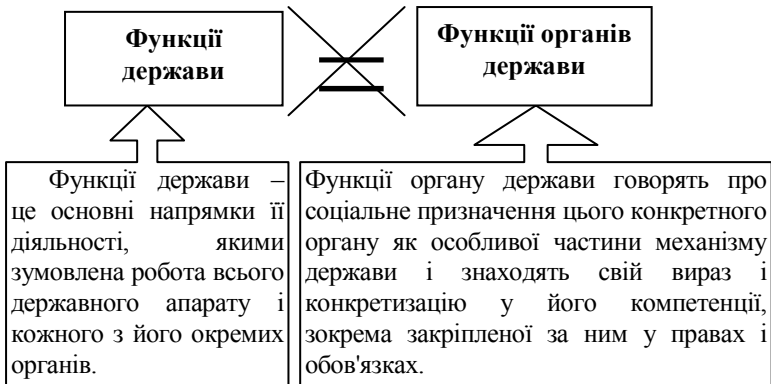 Функції
держави
Функції органів
держави
Функції держави –
це основні напрямки її
діяльності, якими
зумовлена робота всього
державного апарату і
кожного з його окремих
органів.
Функції органу держави говорять про
соціальне призначення цього конкретного
органу як особливої частини механізму
держави і знаходять свій вираз і
конкретизацію у його компетенції,
зокрема закріпленої за ним у правах і
обов'язках.